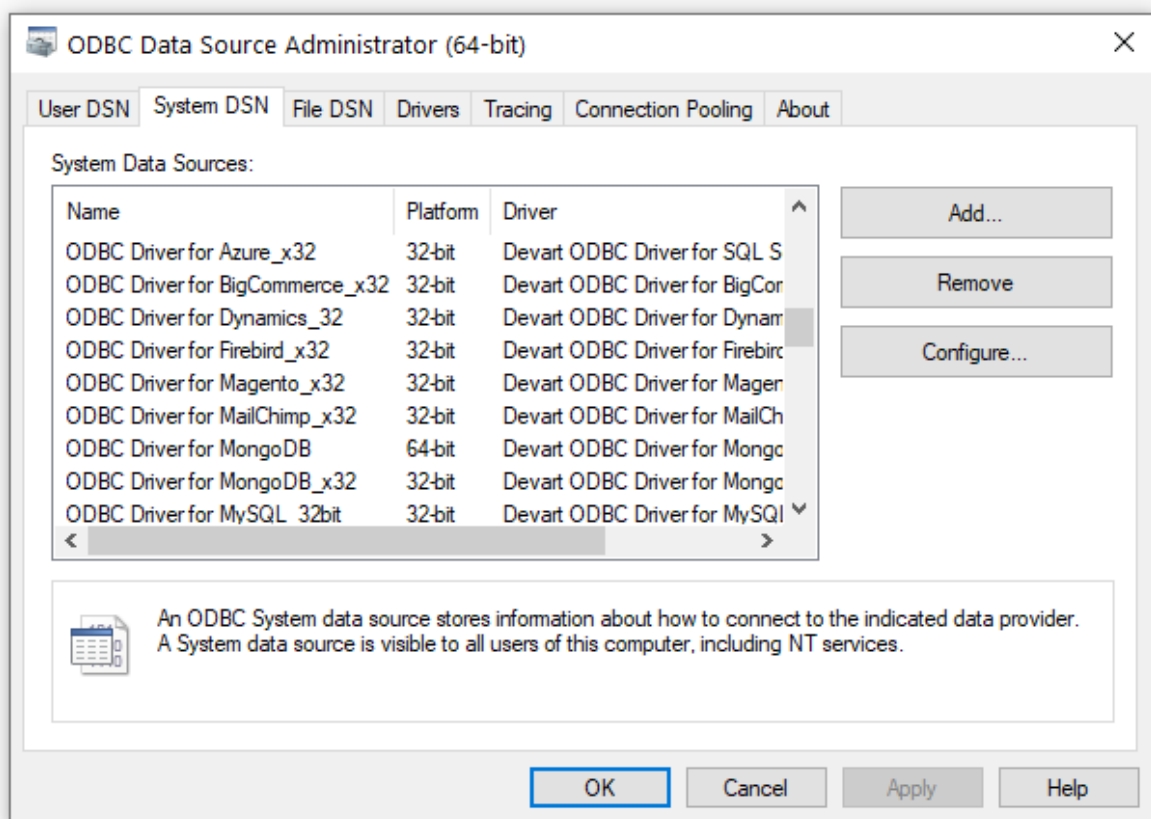 ODBC Data Source Administrator (64-bit)
User DSN System DSN File DSN Drivers Tracing Connection Pooling About
System Data Sources:
Name Platform Driver
ODBC Driver for Azure_x32 32-bit Devart ODBC Driver for SQL S
ODBC Driver for BigCommerce_x32 32-bit Devart ODBC Driver for BigCor
ODBC Driver for Dynamics_32 32-bit Devart ODBC Driver for Dynam
ODBC Driver for Firebird_x32 32-bit Devart ODBC Driver for Firebird
ODBC Driver for Magento_x32 32-bit Devart ODBC Driver for Magen
ODBC Driver for MailChimp_x32 32-bit Devart ODBC Driver for MailCh
ODBC Driver for MongoDB 64-bit Devart ODBC Driver for Mongo
ODBC Driver for MongoDB_x32 32-bit Devart ODBC Driver for Mongo
ODBC Driver for MySQL_32bit 32-bit Devart ODBC Driver for MySQL
Add...
Remove
Configure...
An ODBC System data source stores information about how to connect to the indicated data provider.
A System data source is visible to all users of this computer, including NT services.
OK Cancel Apply Help